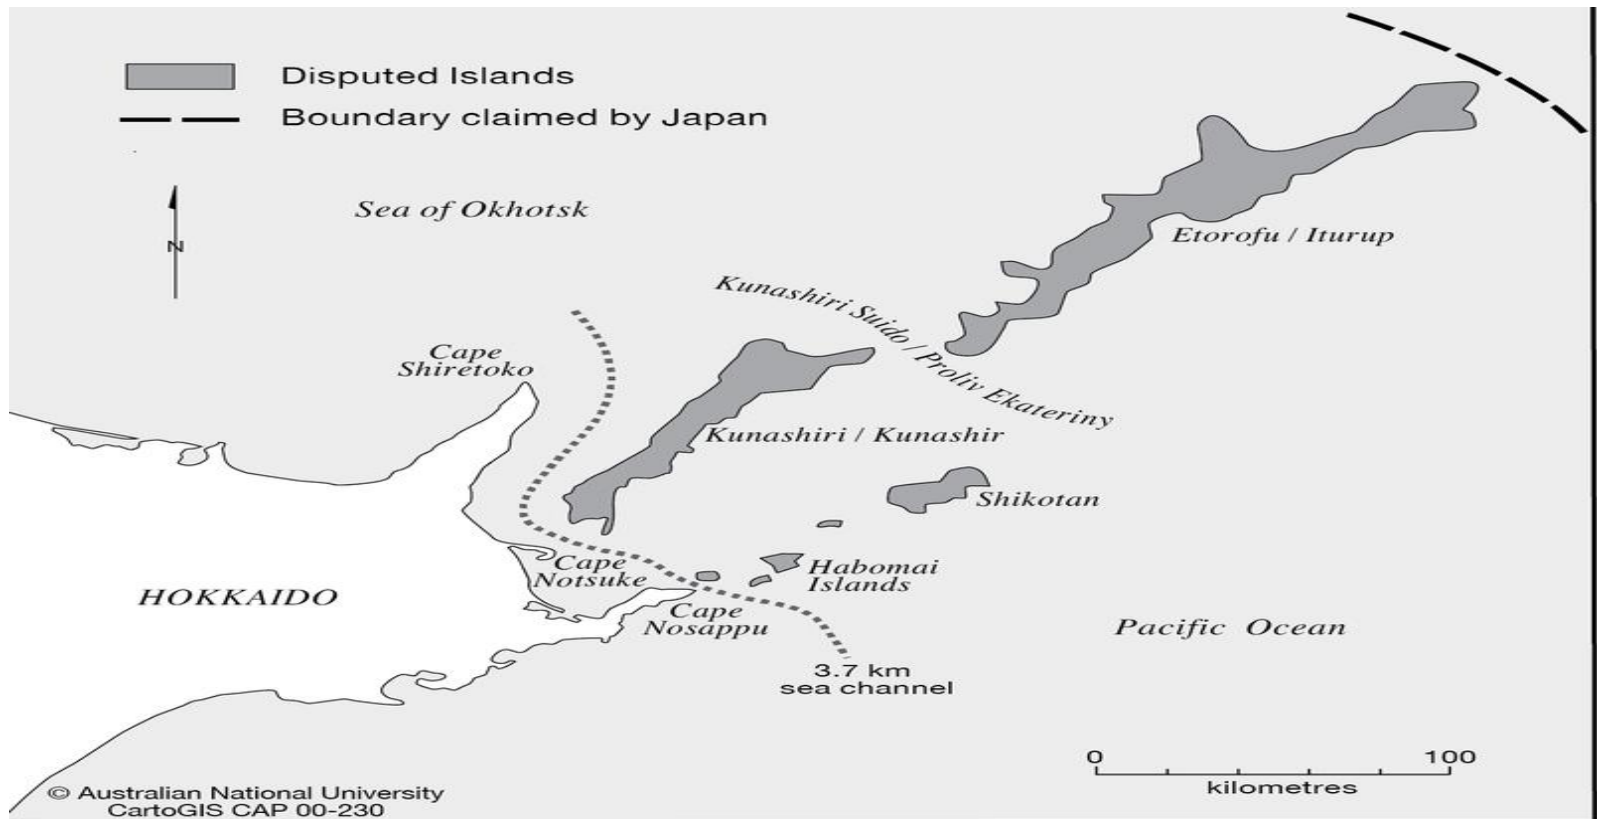 Disputed Islands
Boundary claimed by Japan
N
Sea of Okhotsk
Etorofu / Iturup
Kunashiri Suido / Proliv Ekateriny
Cape
Shiretoko
Kunashiri / Kunashir
Shikotan
Cape
Notsuke
Habomai
Islands
HOKKAIDO
Cape
Nosappu
Pacific Ocean
3.7 km
sea channel
0 100
kilometres
© Australian National University
CartoGIS CAP 00-230